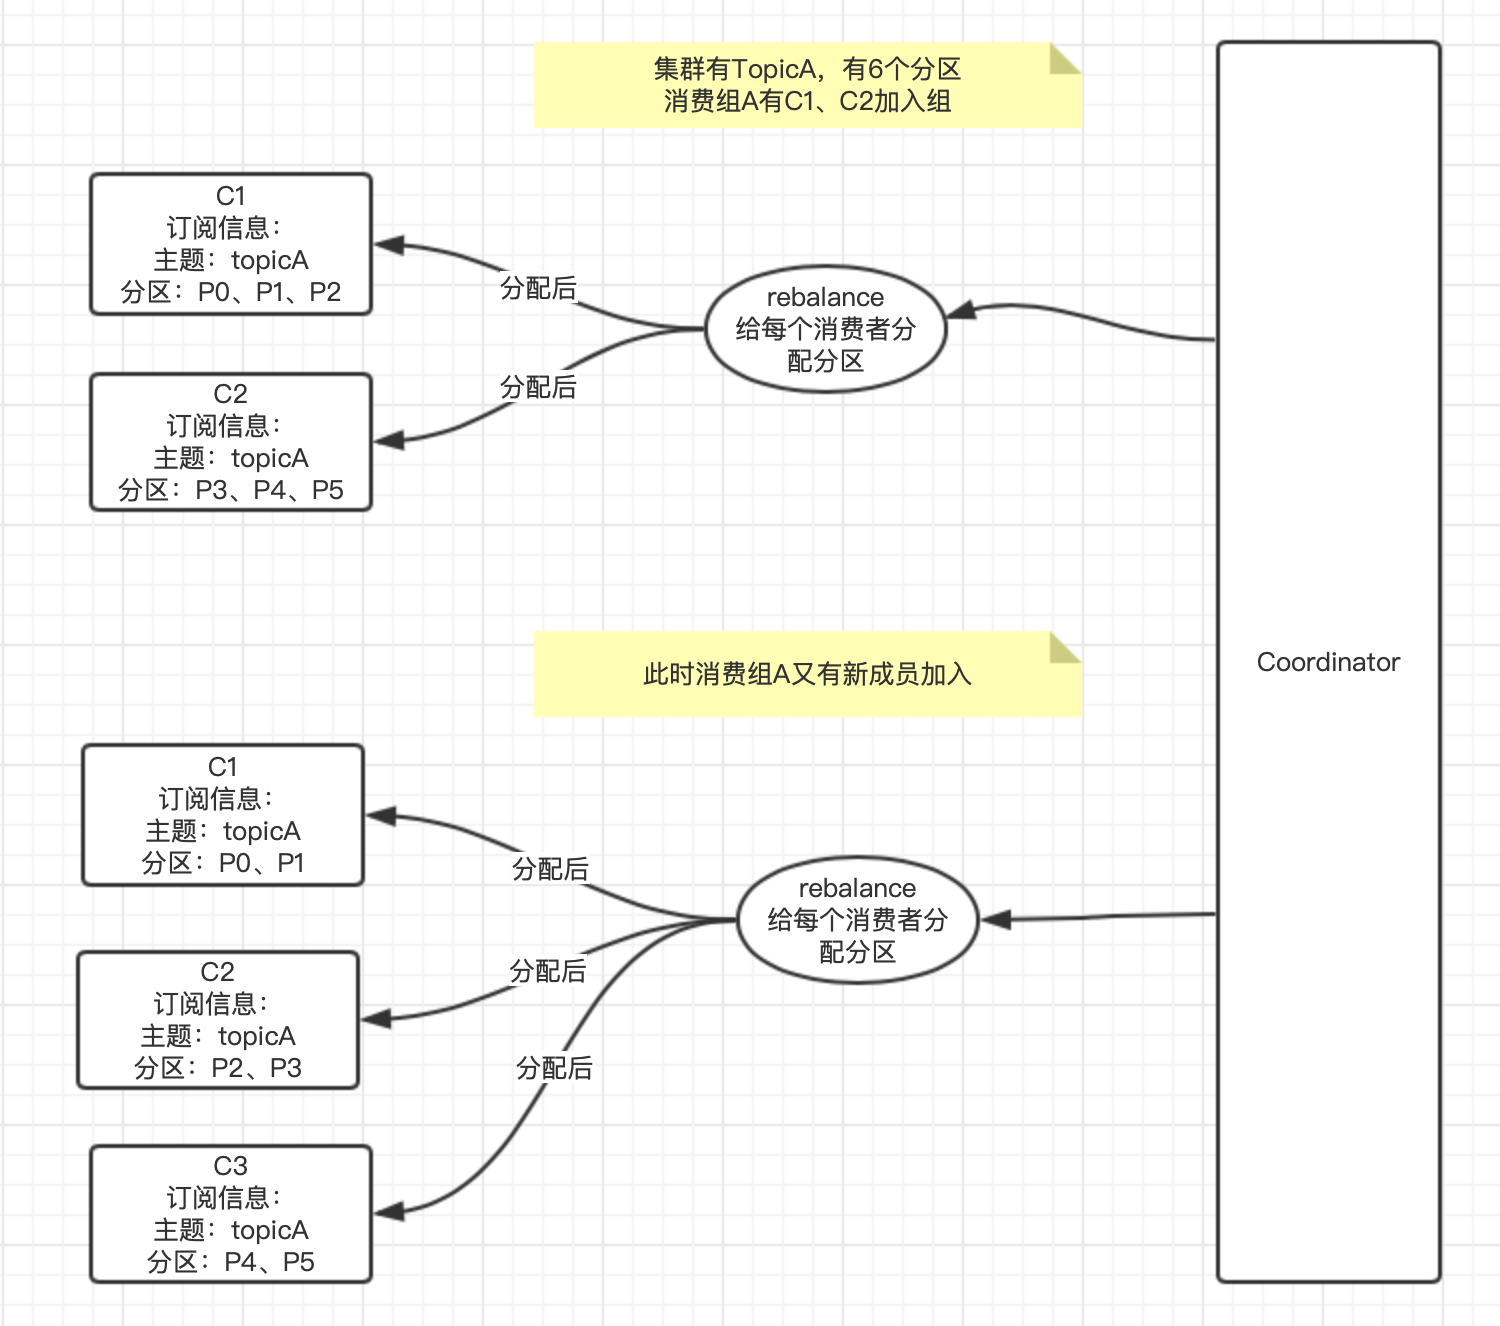 集群有TopicA，有6个分区
消费组A有C1、C2加入组
C1
订阅信息：
主题：topicA
分区：P0、P1、P2
分配后
rebalance
给每个消费者分
配分区
C2
订阅信息：
主题：topicA
分区：P3、P4、P5
分配后
此时消费组A又有新成员加入
Coordinator
C1
订阅信息：
主题：topicA
分区：P0、P1
分配后
rebalance
给每个消费者分
配分区
C2
订阅信息：
主题：topicA
分区：P2、P3
分配后
分配后
C3
订阅信息：
主题：topicA
分区：P4、P5